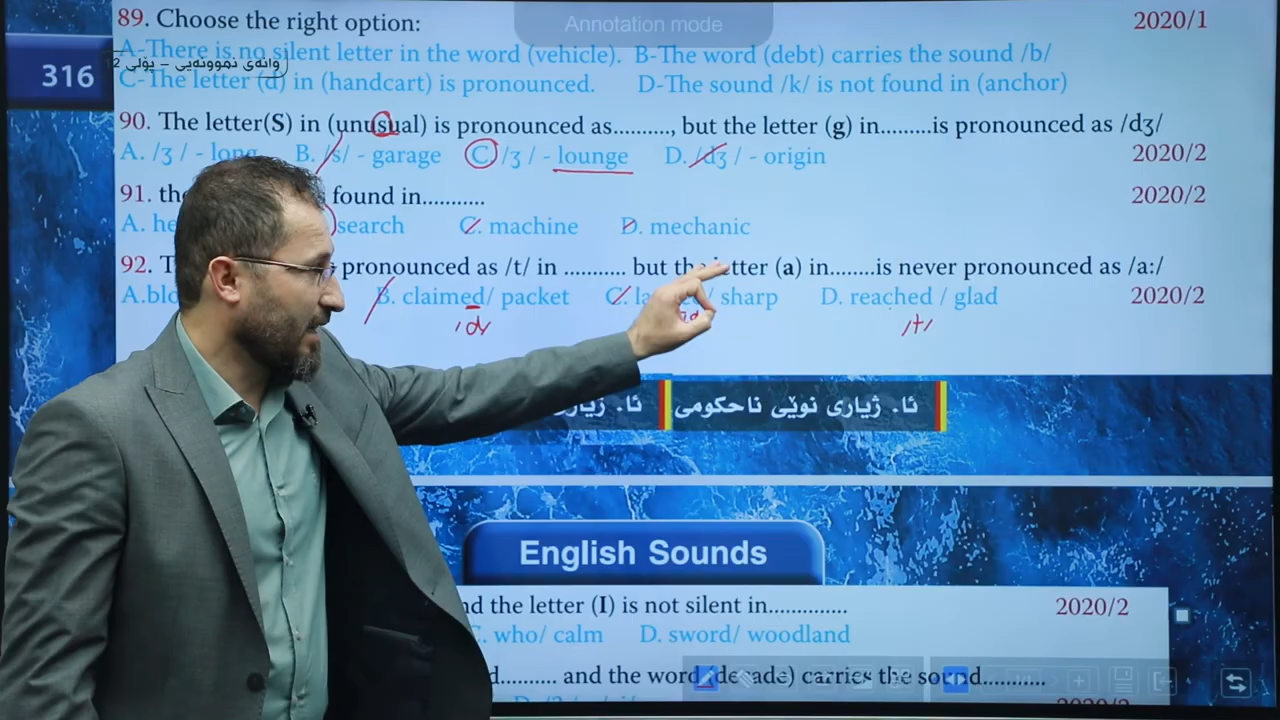 Annotation mode
89. Choose the right option: 2020/1
A-There is no silent letter in the word (vehicle). B-The word (debt) carries the sound /b/
وانەی نموونەیی – پۆلی 12
316
C-The letter (d) in (handcart) is pronounced. D-The sound /k/ is not found in (anchor)
90. The letter(S) in (unusual) is pronounced as.........., but the letter (g) in.........is pronounced as /dʒ/
A. /ʒ / - long B. /s/ - garage C /ʒ / - lounge D. /dʒ / - origin 2020/2
91. found in........... 2020/2
search C. machine D. mechanic
92. pronounced as /t/ in ........... but the letter (a) in........is never pronounced as /a:/
B. claimed/ packet C. / sharp D. reached / glad 2020/2
/d/ /t/
ئا. ژیاری نوێی ناحکومی
English Sounds
the letter (I) is not silent in.............. 2020/2
C. who/ calm D. sword/ woodland
.......... and the word (decade) carries the sound...........